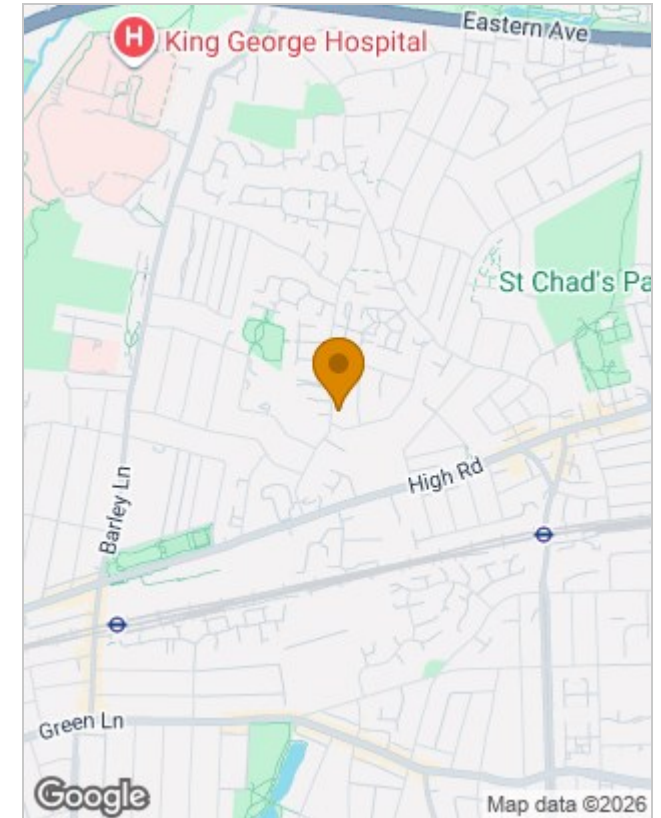 Eastern Ave
H
King George Hospital
St Chad's Pa
High Rd
Barley Ln
Green Ln
Google
Map data ©2026